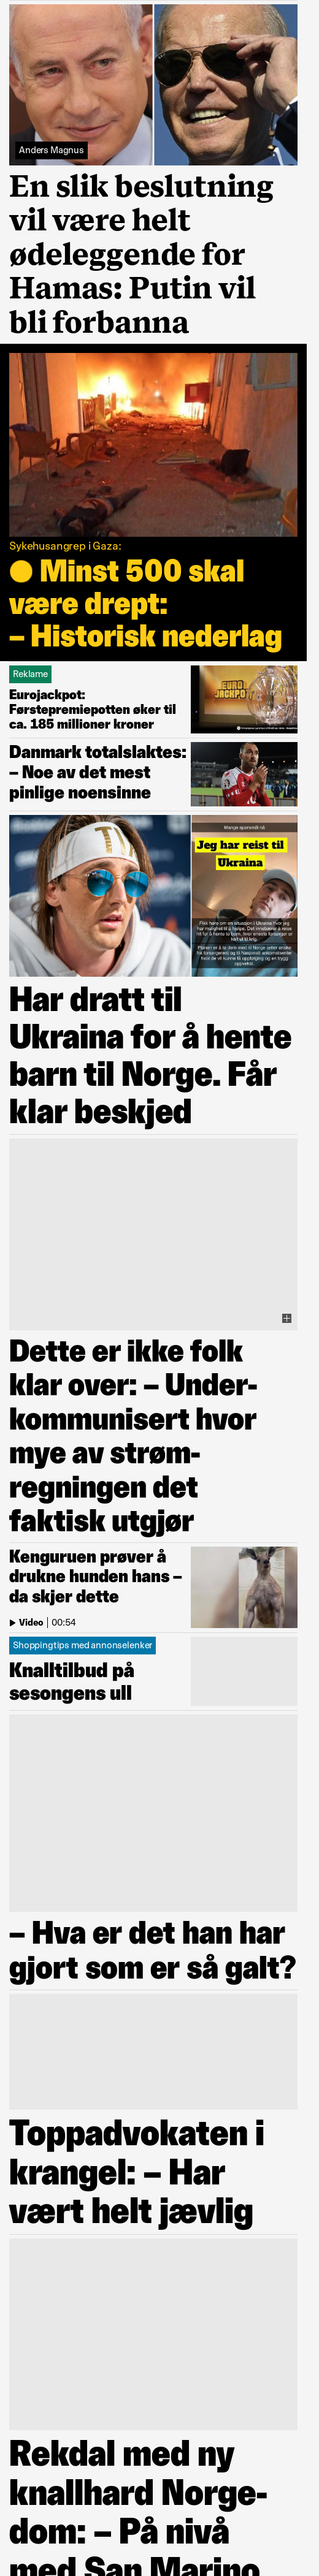 Anders Magnus
En slik beslutning
vil være helt
ødeleggende for
Hamas: Putin vil
bli forbanna
Sykehusangrep i Gaza:
Minst 500 skal
være drept:
– Historisk nederlag
Reklame
Eurojackpot:
Førstepremiepotten øker til
ca. 185 millioner kroner
EURO
JACKPOT
Danmark totalslaktes:
– Noe av det mest
pinlige noensinne
Mange spørsmål nå
Jeg har reist til
Ukraina
Har dratt til
Ukraina for å hente
barn til Norge. Får
klar beskjed
Dette er ikke folk
klar over: – Under-
kommunisert hvor
mye av strøm-
regningen det
faktisk utgjør
Kenguruen prøver å
drukne hunden hans –
da skjer dette
Video | 00:54
Shoppingtips med annonselenker
Knalltilbud på
sesongens ull
– Hva er det han har
gjort som er så galt?
Toppadvokaten i
krangel: – Har
vært helt jævlig
Rekdal med ny
knallhard Norge-
dom: – På nivå
med San Marino